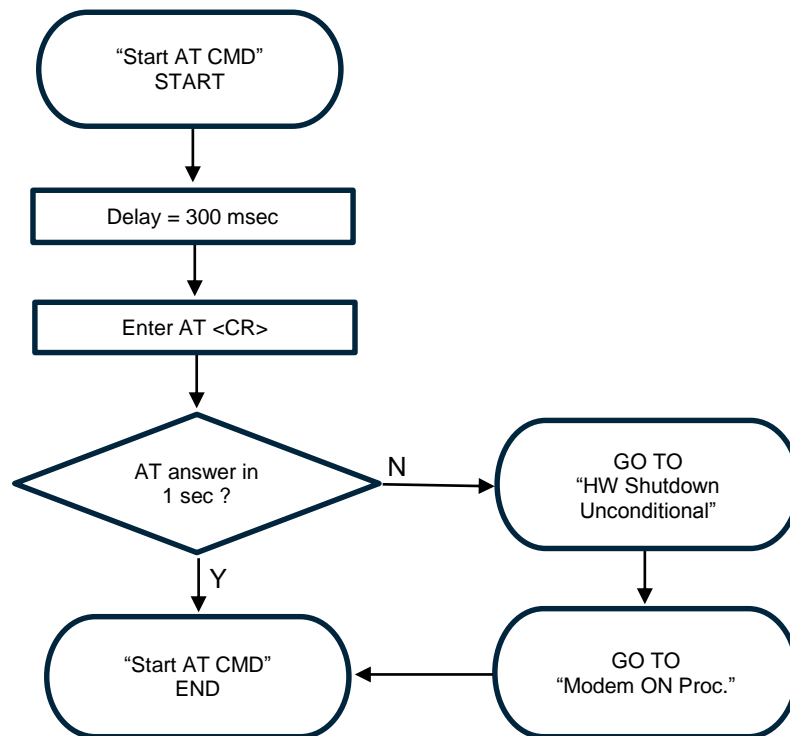 “Start AT CMD”
START
Delay = 300 msec
Enter AT <CR>
AT answer in
1 sec ?
N
GO TO
“HW Shutdown
Unconditional”
Y
“Start AT CMD”
END
GO TO
“Modem ON Proc.”